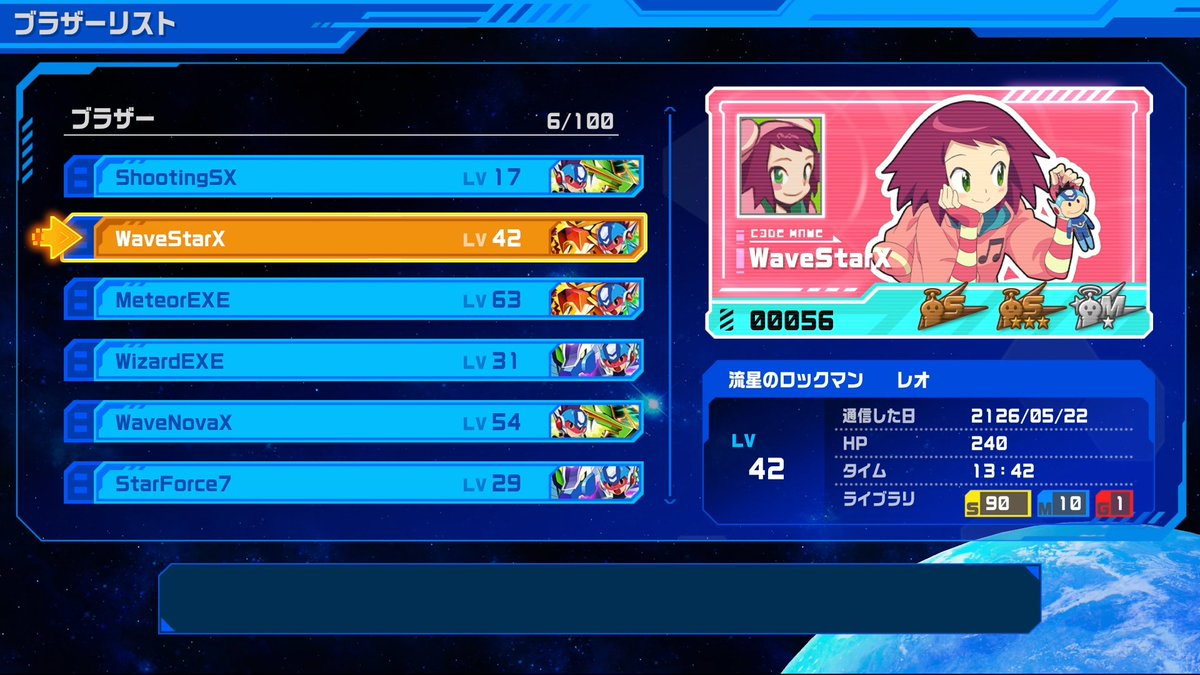 ブラザーリスト
ブラザー 6/100
ShootingSX LV 17
WaveStarX LV 42
MeteorEXE LV 63
WizardEXE LV 31
WaveNovaX LV 54
StarForce7 LV 29
CODE NAME
WaveStarX
00056
S S M
流星のロックマン レオ
LV 42
通信した日 2126/05/22
HP 240
タイム 13:42
ライブラリ S 90 M 10 G 1